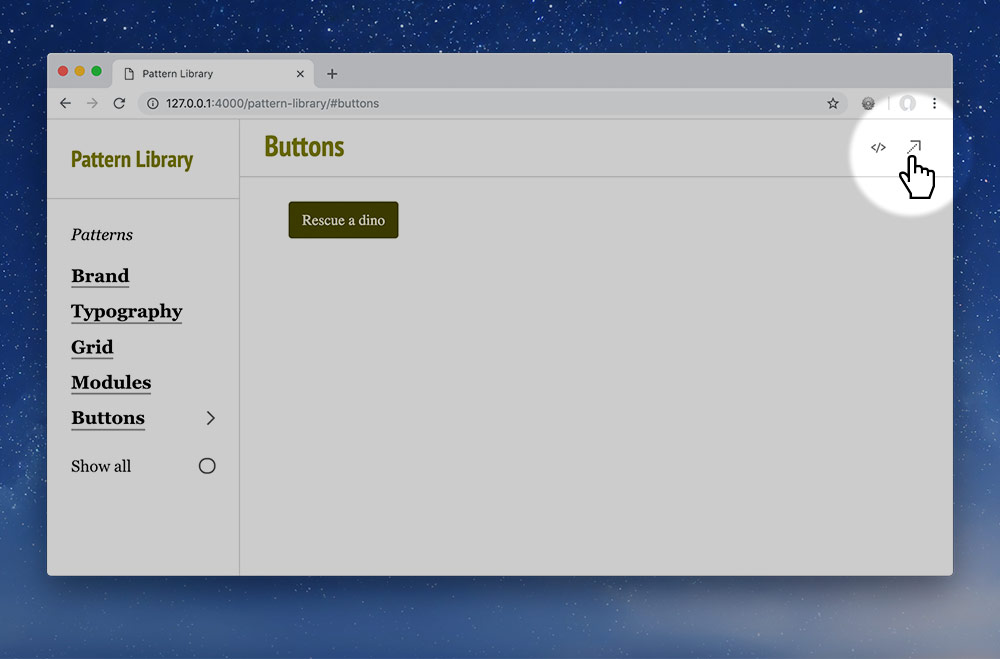 Pattern Library
127.0.0.1:4000/pattern-library/#buttons
Pattern Library
Buttons
</>
Patterns
Rescue a dino
Brand
Typography
Grid
Modules
Buttons
Show all